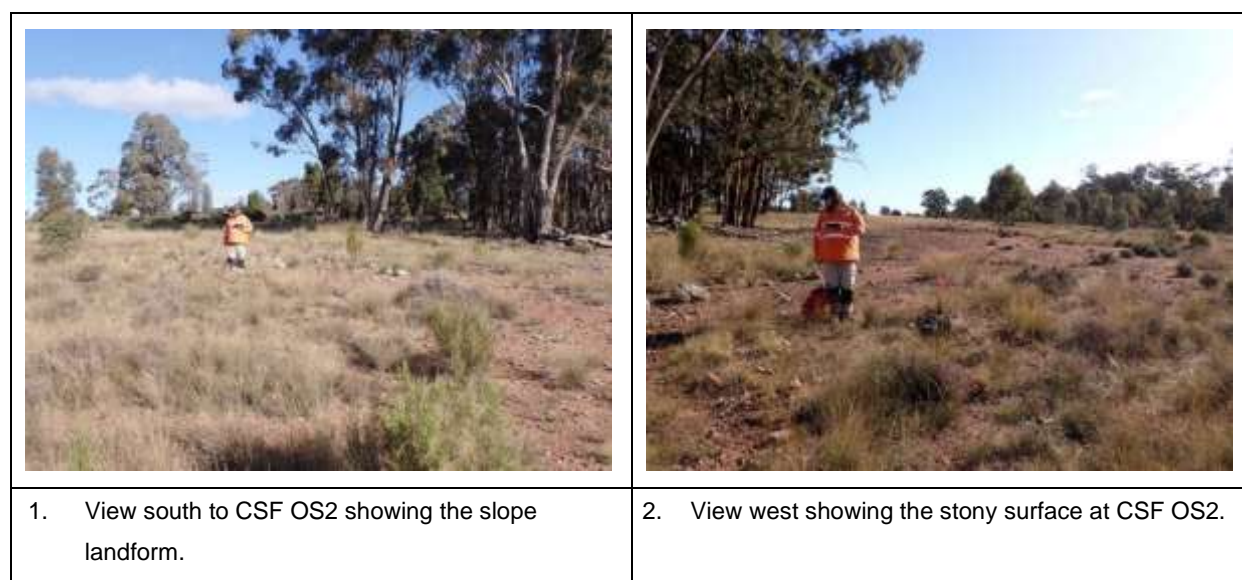 1. View south to CSF OS2 showing the slope
landform.
2. View west showing the stony surface at CSF OS2.